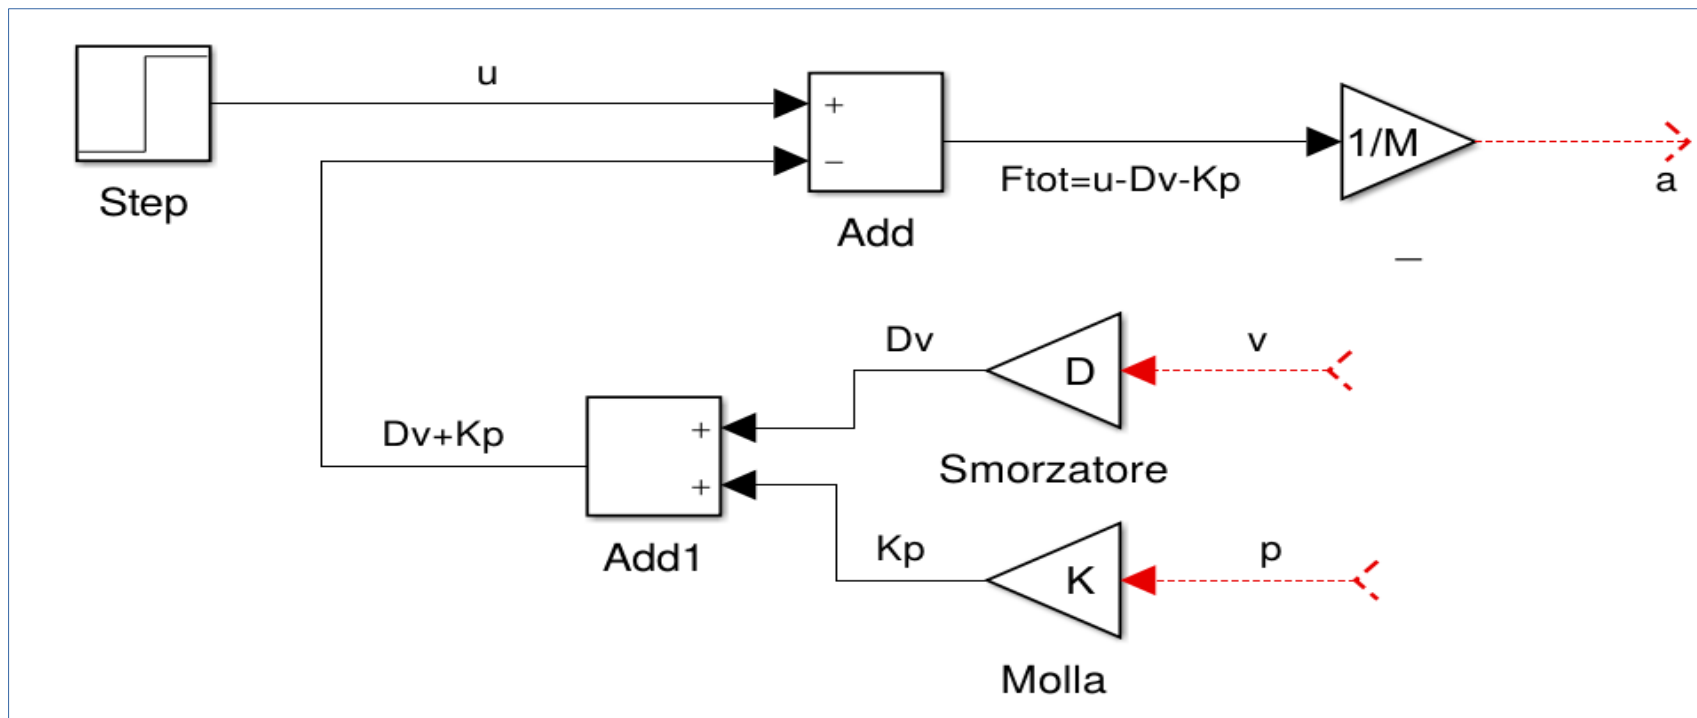 u
+
−
Step
Add
Ftot=u-Dv-Kp
1/M
a
−
Dv
D
v
Smorzatore
Dv+Kp
+
+
Add1
Kp
K
p
Molla